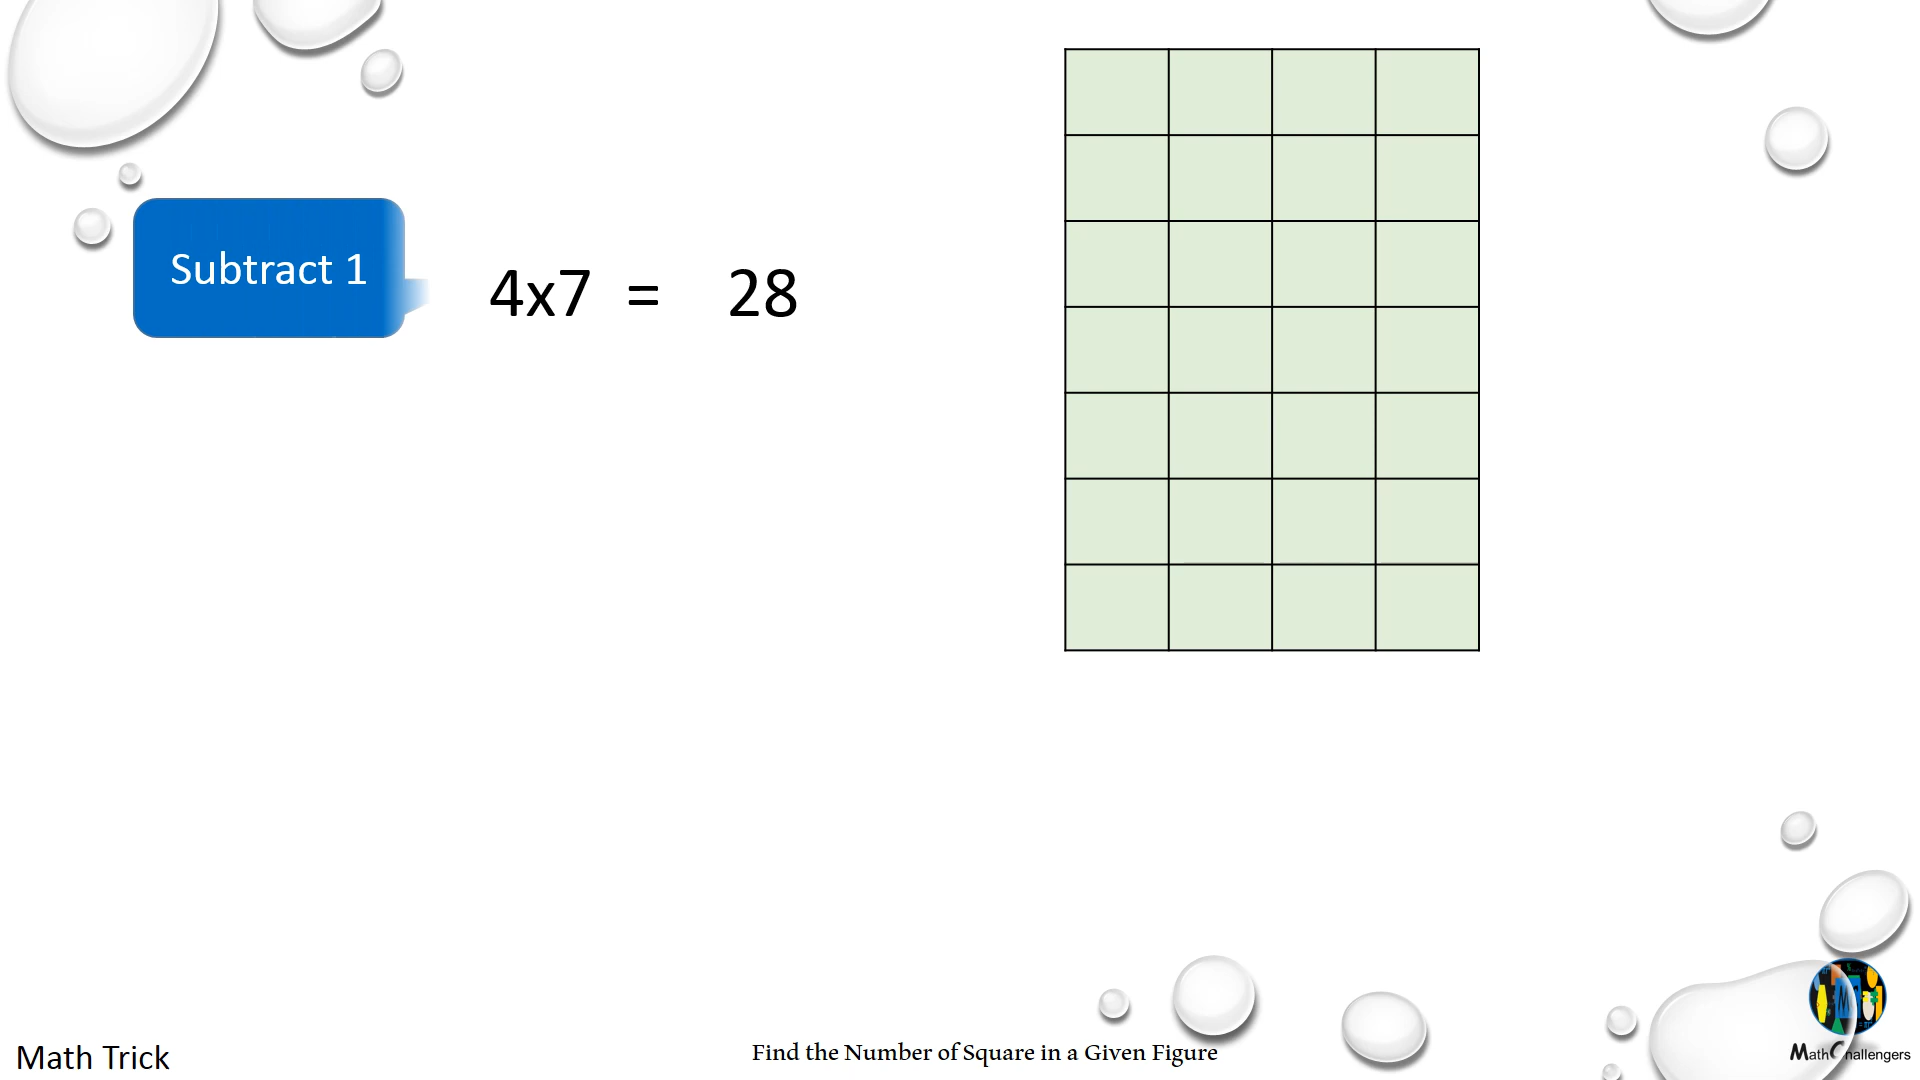 Subtract 1
4x7 = 28
Math Trick
Find the Number of Square in a Given Figure
MathChallengers